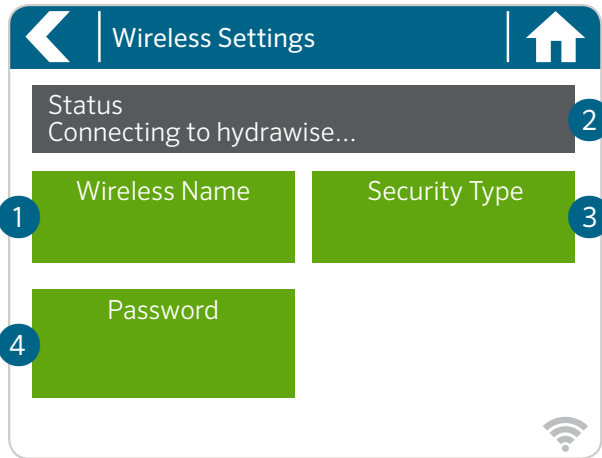 Wireless Settings
Status
Connecting to hydrawise...
2
Wireless Name
Security Type
1
3
Password
4